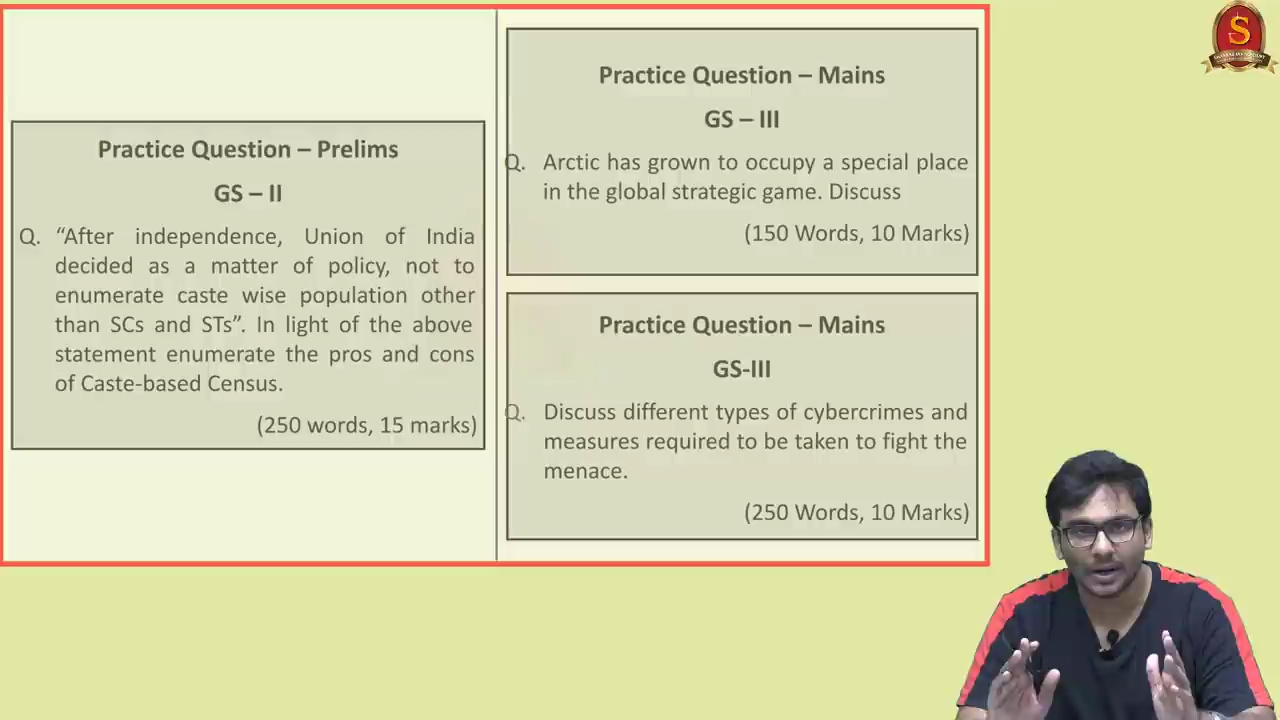 Practice Question – Prelims
GS – II
Q. “After independence, Union of India
decided as a matter of policy, not to
enumerate caste wise population other
than SCs and STs”. In light of the above
statement enumerate the pros and cons
of Caste-based Census.
(250 words, 15 marks)
Practice Question – Mains
GS – III
Q. Arctic has grown to occupy a special place
in the global strategic game. Discuss
(150 Words, 10 Marks)
Practice Question – Mains
GS-III
Q. Discuss different types of cybercrimes and
measures required to be taken to fight the
menace.
(250 Words, 10 Marks)
S